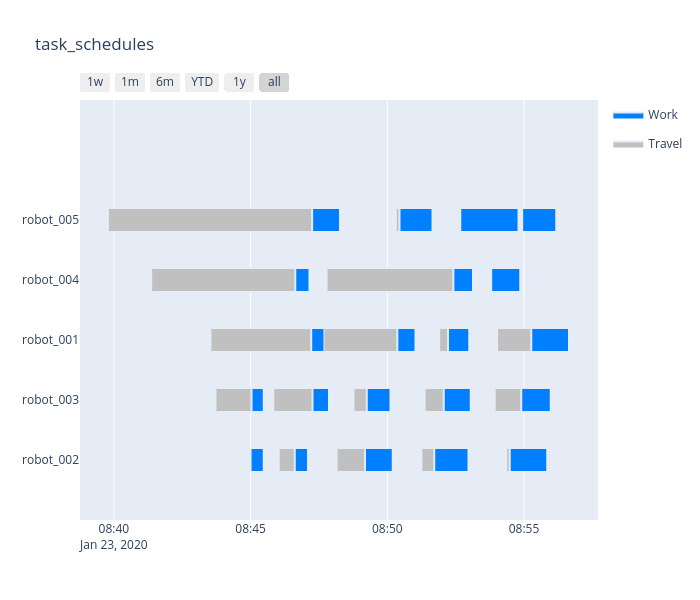 task_schedules
1w 1m 6m YTD 1y all
Work
Travel
robot_005
robot_004
robot_001
robot_003
robot_002
08:40 08:45 08:50 08:55
Jan 23, 2020